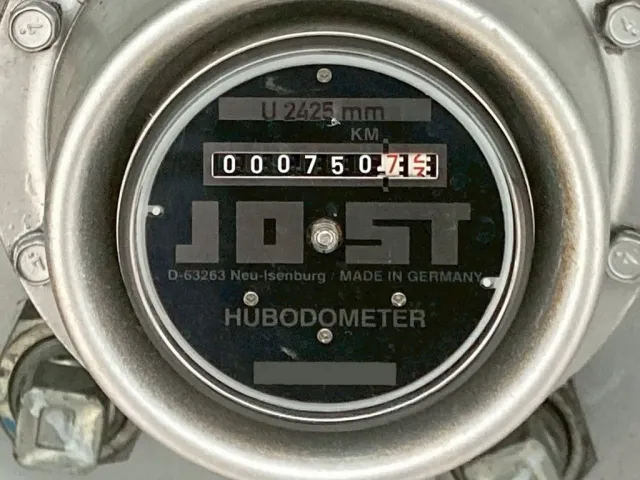 U 2425 mm
KM
0007507
JOST
D-63263 Neu-Isenburg / MADE IN GERMANY
HUBODOMETER